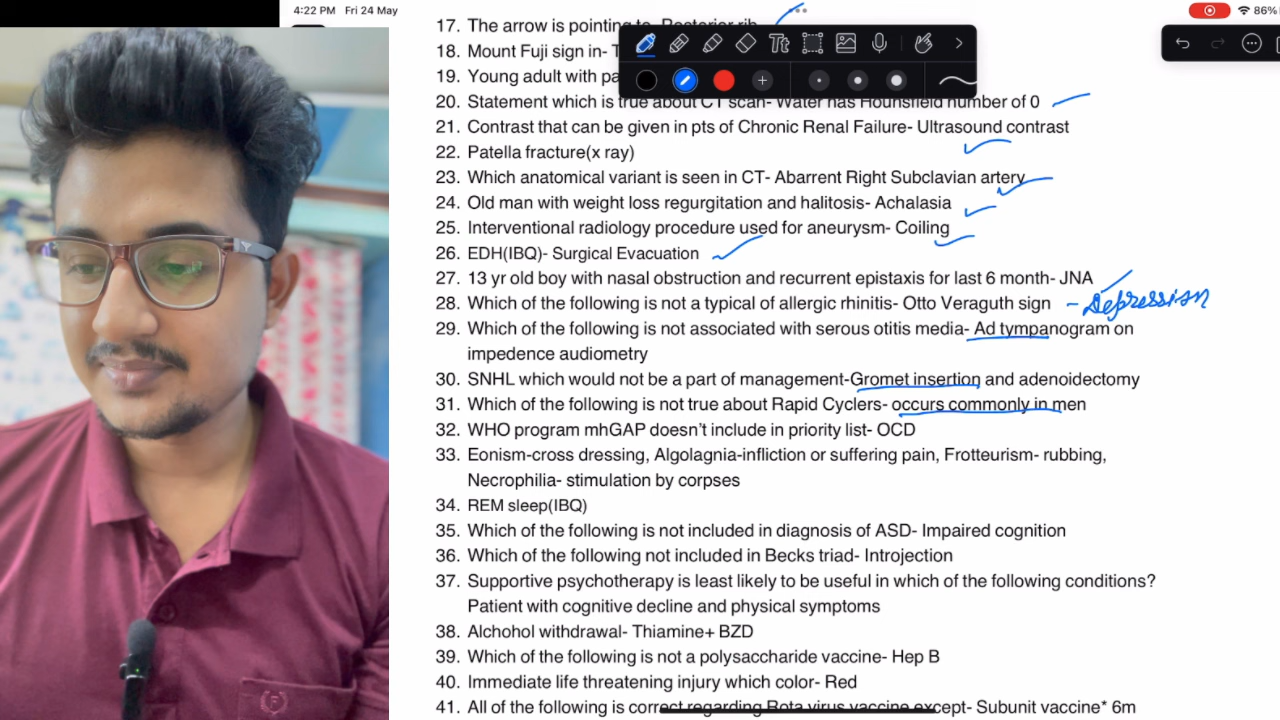 4:22 PM Fri 24 May
86%
17. The arrow is pointing to- Posterior rib
18. Mount Fuji sign in-
19. Young adult with pa
Tt
20. Statement which is true about CT scan- Water has Hounsfield number of 0
21. Contrast that can be given in pts of Chronic Renal Failure- Ultrasound contrast
22. Patella fracture(x ray)
23. Which anatomical variant is seen in CT- Abarrent Right Subclavian artery
24. Old man with weight loss regurgitation and halitosis- Achalasia
25. Interventional radiology procedure used for aneurysm- Coiling
26. EDH(IBQ)- Surgical Evacuation
27. 13 yr old boy with nasal obstruction and recurrent epistaxis for last 6 month- JNA
28. Which of the following is not a typical of allergic rhinitis- Otto Veraguth sign - Depression
29. Which of the following is not associated with serous otitis media- Ad tympanogram on
impedence audiometry
30. SNHL which would not be a part of management-Gromet insertion and adenoidectomy
31. Which of the following is not true about Rapid Cyclers- occurs commonly in men
32. WHO program mhGAP doesn't include in priority list- OCD
33. Eonism-cross dressing, Algolagnia-infliction or suffering pain, Frotteurism- rubbing,
Necrophilia- stimulation by corpses
34. REM sleep(IBQ)
35. Which of the following is not included in diagnosis of ASD- Impaired cognition
36. Which of the following not included in Becks triad- Introjection
37. Supportive psychotherapy is least likely to be useful in which of the following conditions?
Patient with cognitive decline and physical symptoms
38. Alchohol withdrawal- Thiamine+ BZD
39. Which of the following is not a polysaccharide vaccine- Hep B
40. Immediate life threatening injury which color- Red
41. All of the following is correct regarding Rota virus vaccine except- Subunit vaccine* 6m